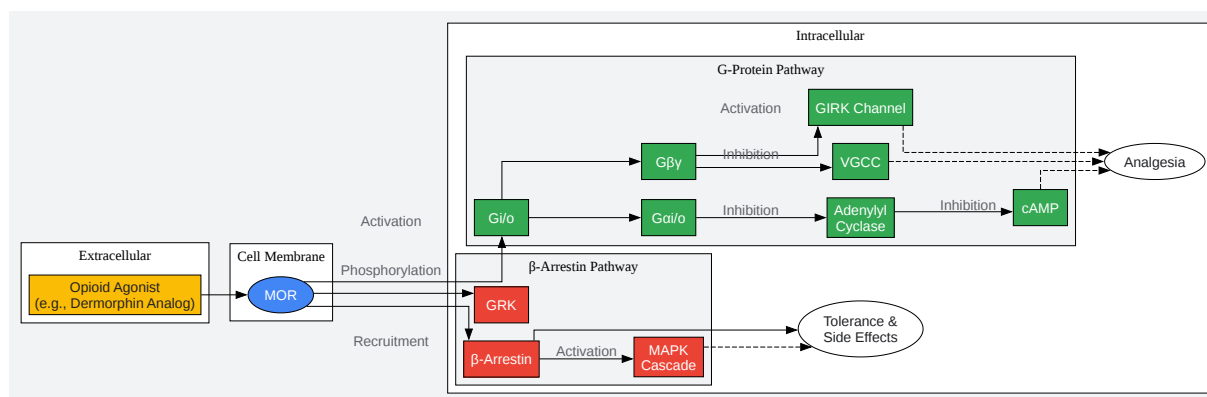 Intracellular
G-Protein Pathway
Activation
GIRK Channel
Gβγ
Inhibition
VGCC
Analgesia
Activation
Gi/o
Gαi/o
Inhibition
Adenylyl
Cyclase
Inhibition
cAMP
Extracellular
Opioid Agonist
(e.g., Dermorphin Analog)
Cell Membrane
MOR
Phosphorylation
β-Arrestin Pathway
GRK
Recruitment
β-Arrestin
Activation
MAPK
Cascade
Tolerance &
Side Effects